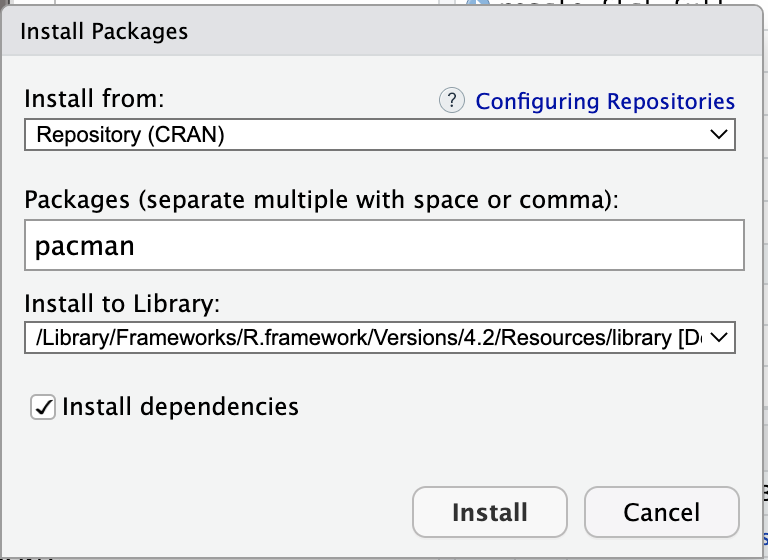 Install Packages
Install from:
? Configuring Repositories
Repository (CRAN)
Packages (separate multiple with space or comma):
pacman
Install to Library:
/Library/Frameworks/R.framework/Versions/4.2/Resources/library
Install dependencies
Install
Cancel